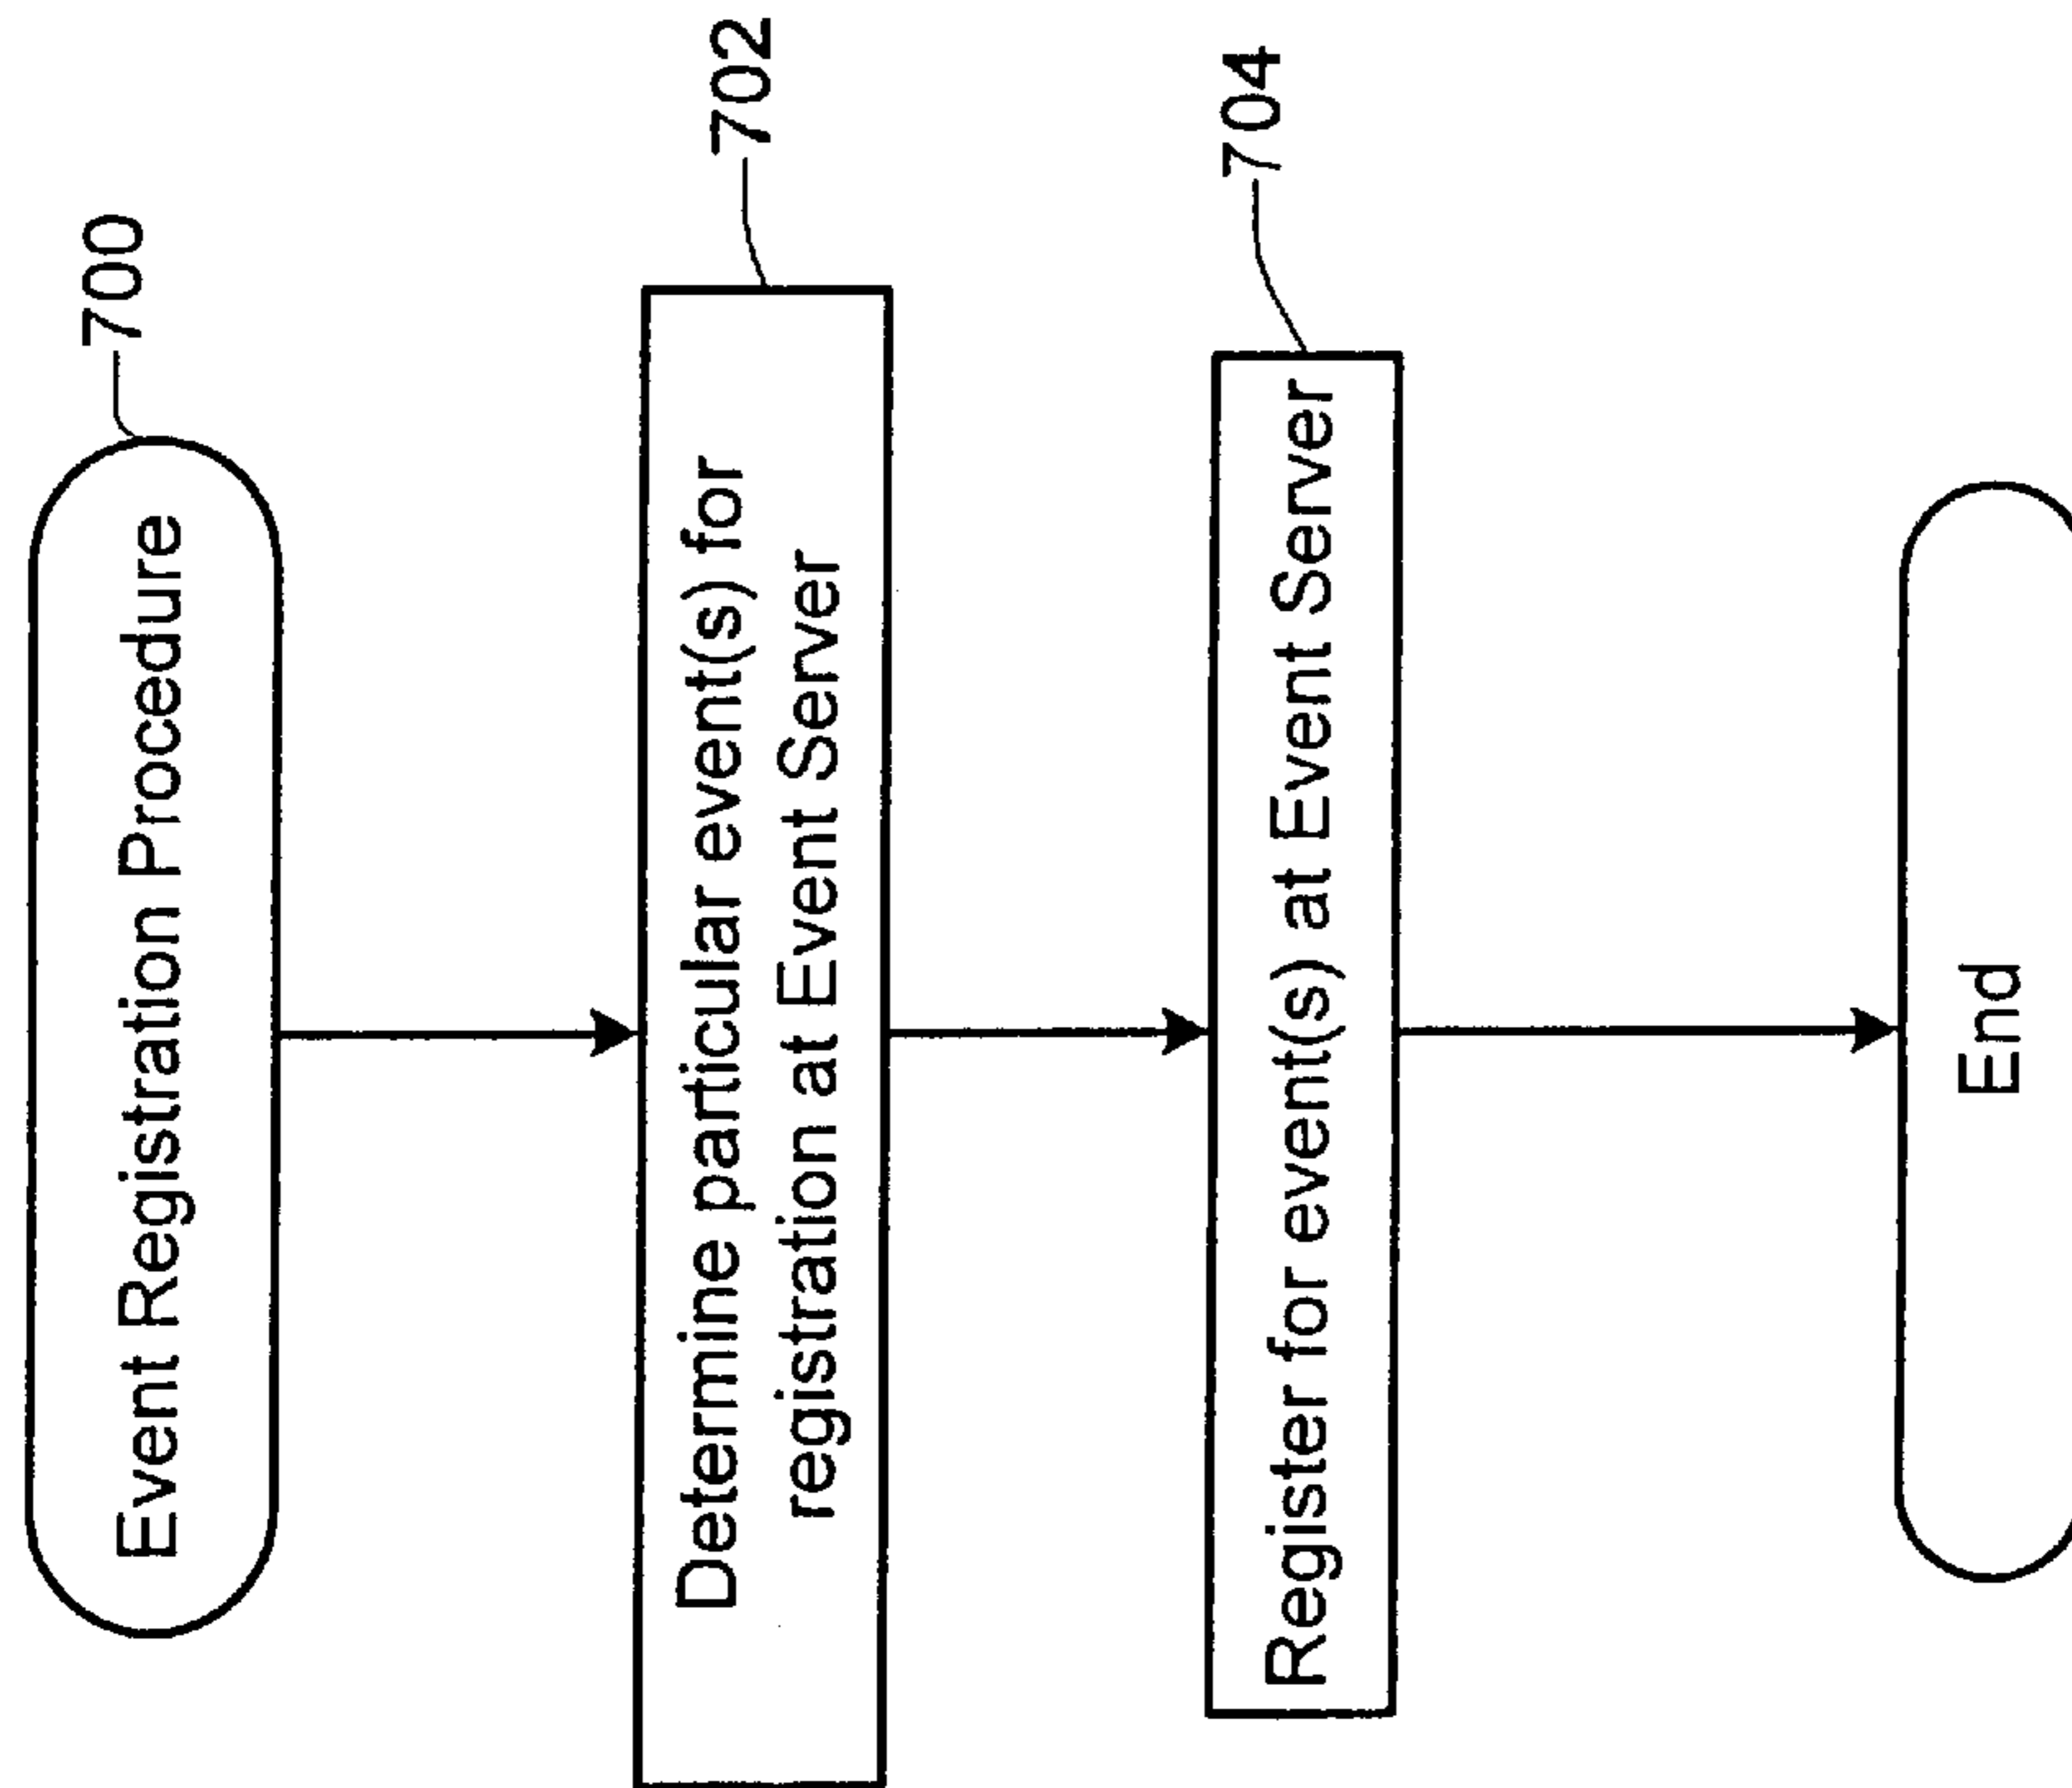 Event Registration Procedure
700
Determine particular event(s) for
registration at Event Server
702
Register for event(s) at Event Server
704
End